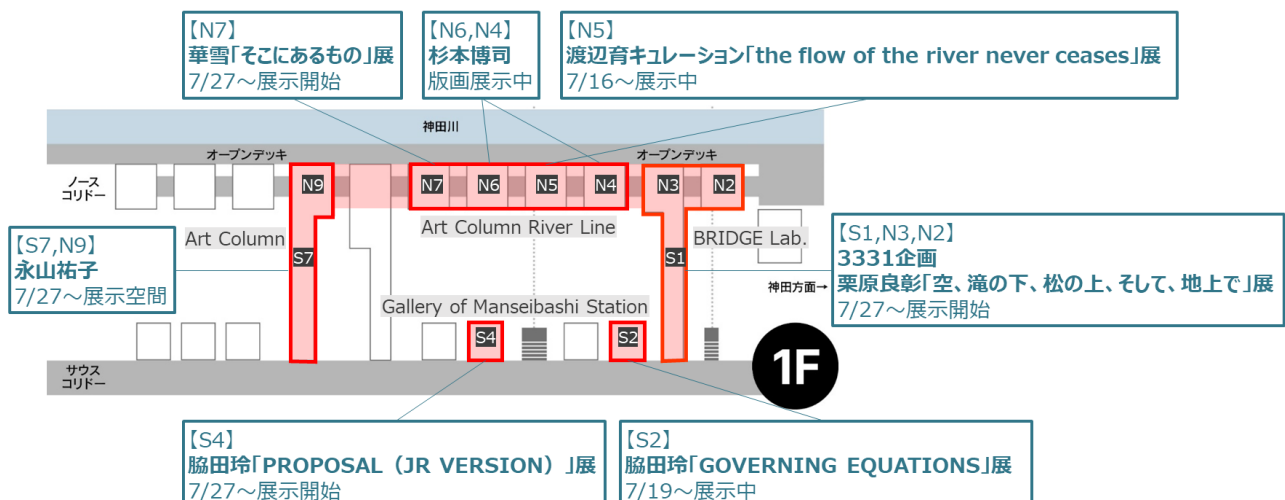 【N7】
華雪「そこにあるもの」展
7/27～展示開始
【N6,N4】
杉本博司
版画展示中
【N5】
渡辺育キュレーション「the flow of the river never ceases」展
7/16～展示中
神田川
オープンデッキ
オープンデッキ
ノース
コリドー
N9
N7
N6
N5
N4
N3
N2
Art Column
Art Column River Line
BRIDGE Lab.
【S7,N9】
永山祐子
7/27～展示空間
S7
S1
【S1,N3,N2】
3331企画
栗原良彰「空、滝の下、松の上、そして、地上で」展
7/27～展示開始
神田方面→
Gallery of Manseibashi Station
S4
S2
1F
サウス
コリドー
【S4】
脇田玲「PROPOSAL（JR VERSION）」展
7/27～展示開始
【S2】
脇田玲「GOVERNING EQUATIONS」展
7/19～展示中